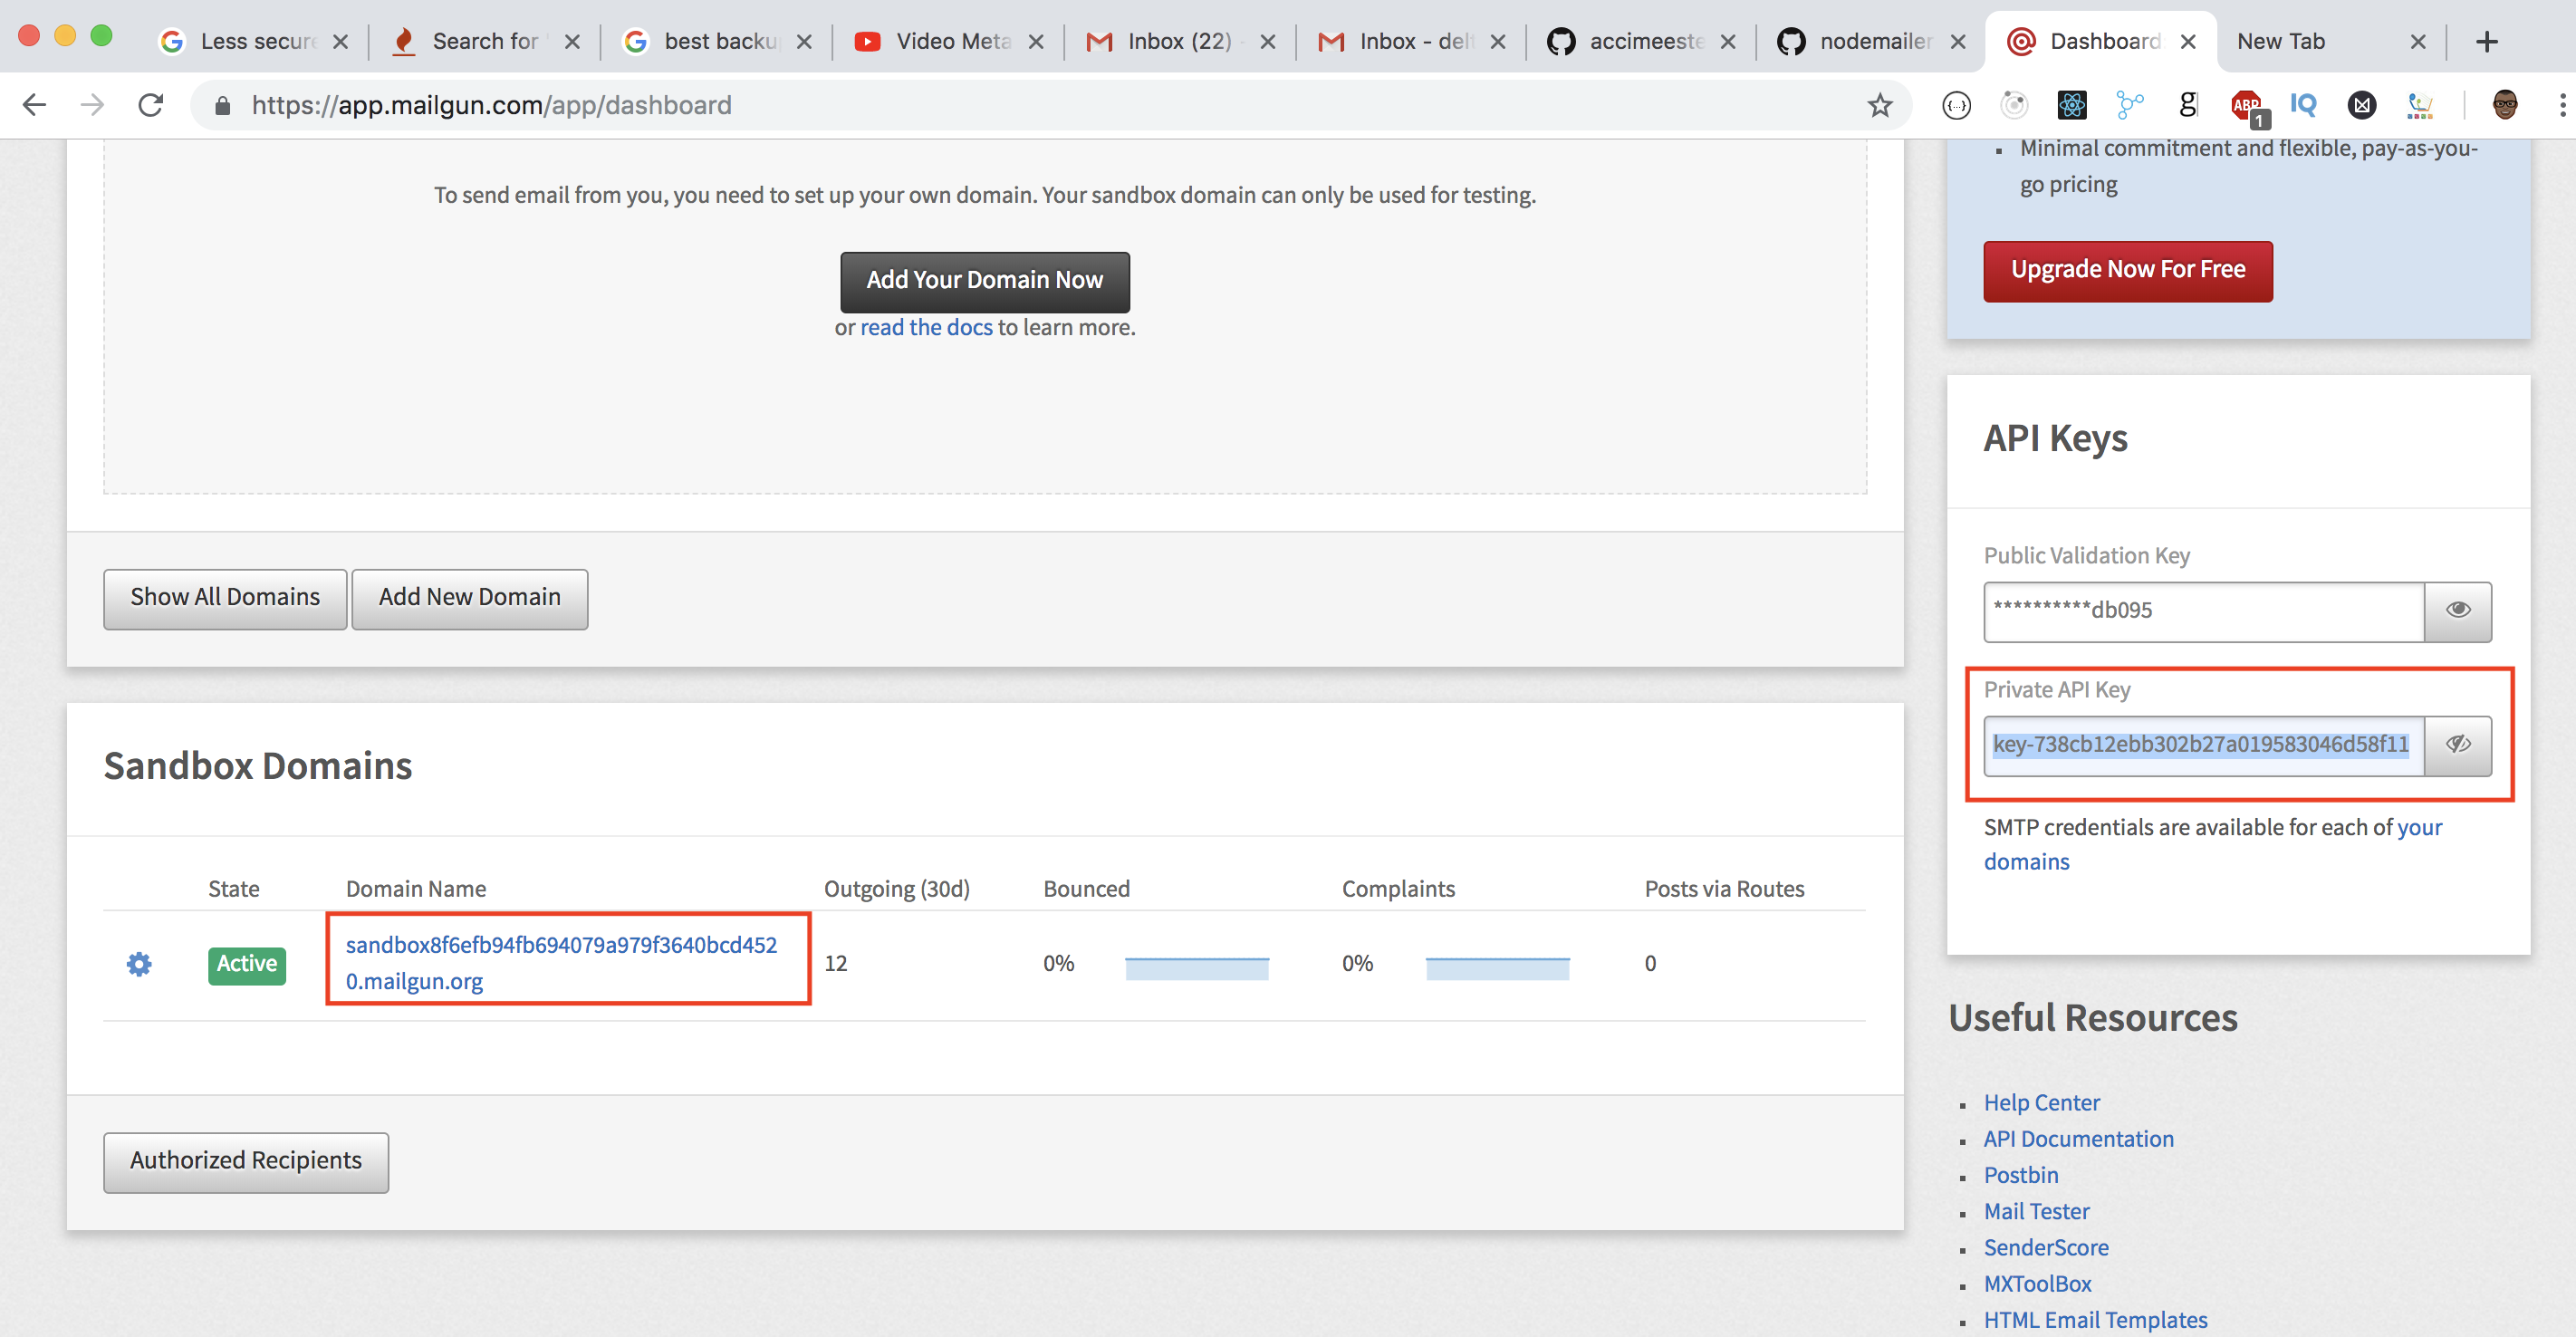 Less secure
Search for
best backu
Video Meta
Inbox (22)
Inbox - delt
accimeeste
nodemailer
Dashboard
New Tab
https://app.mailgun.com/app/dashboard
g
ABP
1
IQ
To send email from you, you need to set up your own domain. Your sandbox domain can only be used for testing.
Add Your Domain Now
or read the docs to learn more.
Show All Domains
Add New Domain
Sandbox Domains
State
Domain Name
Outgoing (30d)
Bounced
Complaints
Posts via Routes
Active
sandbox8f6efb94fb694079a979f3640bcd452
0.mailgun.org
12
0%
0%
0
Authorized Recipients
Minimal commitment and flexible, pay-as-you-
go pricing
Upgrade Now For Free
API Keys
Public Validation Key
**********db095
Private API Key
key-738cb12ebb302b27a019583046d58f11
SMTP credentials are available for each of your
domains
Useful Resources
Help Center
API Documentation
Postbin
Mail Tester
SenderScore
MXToolBox
HTML Email Templates